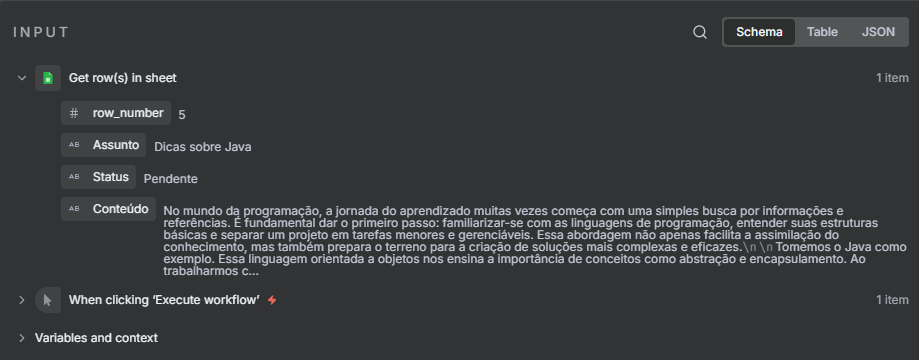 INPUT
Schema Table JSON
Get row(s) in sheet 1 item
# row_number 5
AB Assunto Dicas sobre Java
AB Status Pendente
AB Conteúdo No mundo da programação, a jornada do aprendizado muitas vezes começa com uma simples busca por informações e
referências. É fundamental dar o primeiro passo: familiarizar-se com as linguagens de programação, entender suas estruturas
básicas e separar um projeto em tarefas menores e gerenciáveis. Essa abordagem não apenas facilita a assimilação do
conhecimento, mas também prepara o terreno para a criação de soluções mais complexas e eficazes.\n\n Tomemos o Java como
exemplo. Essa linguagem orientada a objetos nos ensina a importância de conceitos como abstração e encapsulamento. Ao
trabalharmos c...
When clicking ‘Execute workflow’ 1 item
Variables and context